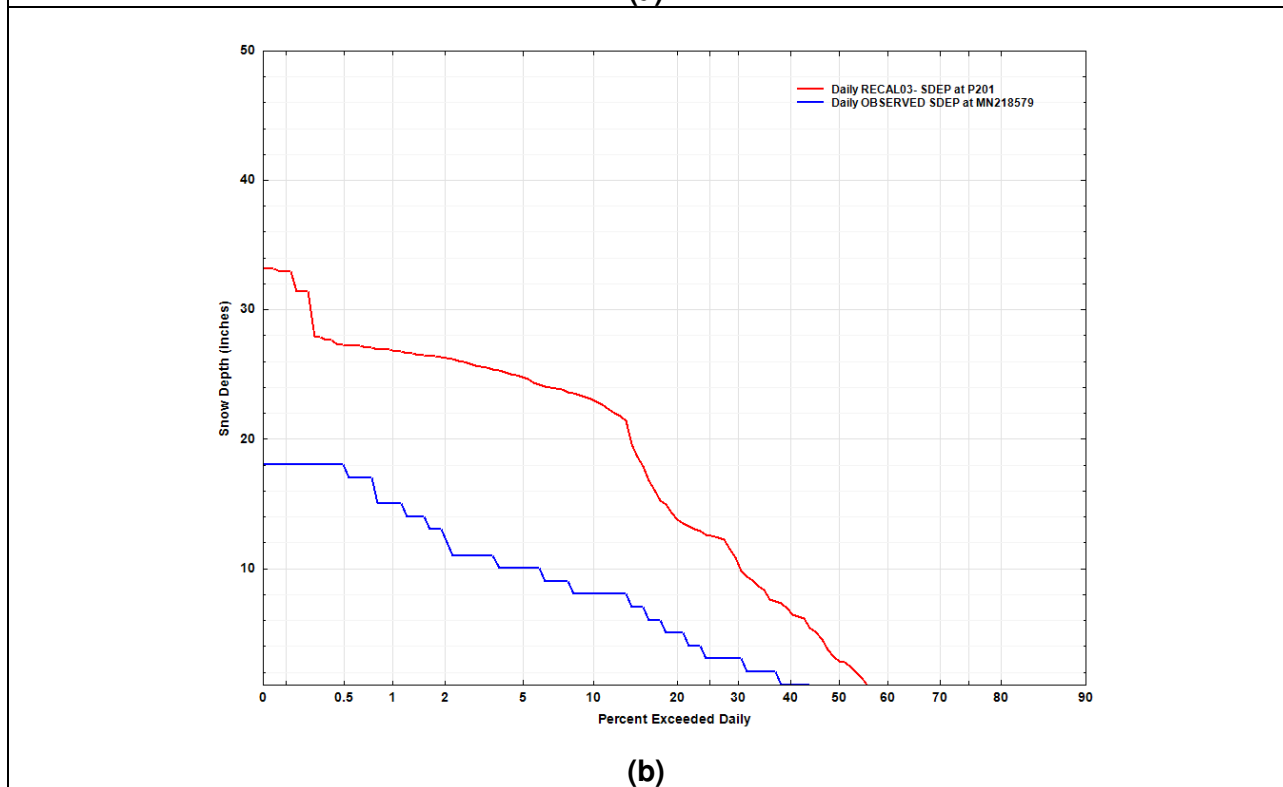 50
40
30
20
10
Snow Depth (inches)
Daily RECAL03- SDEP at P201
Daily OBSERVED SDEP at MN218579
0 0.5 1 2 5 10 20 30 40 50 60 70 80 90
Percent Exceeded Daily
(b)